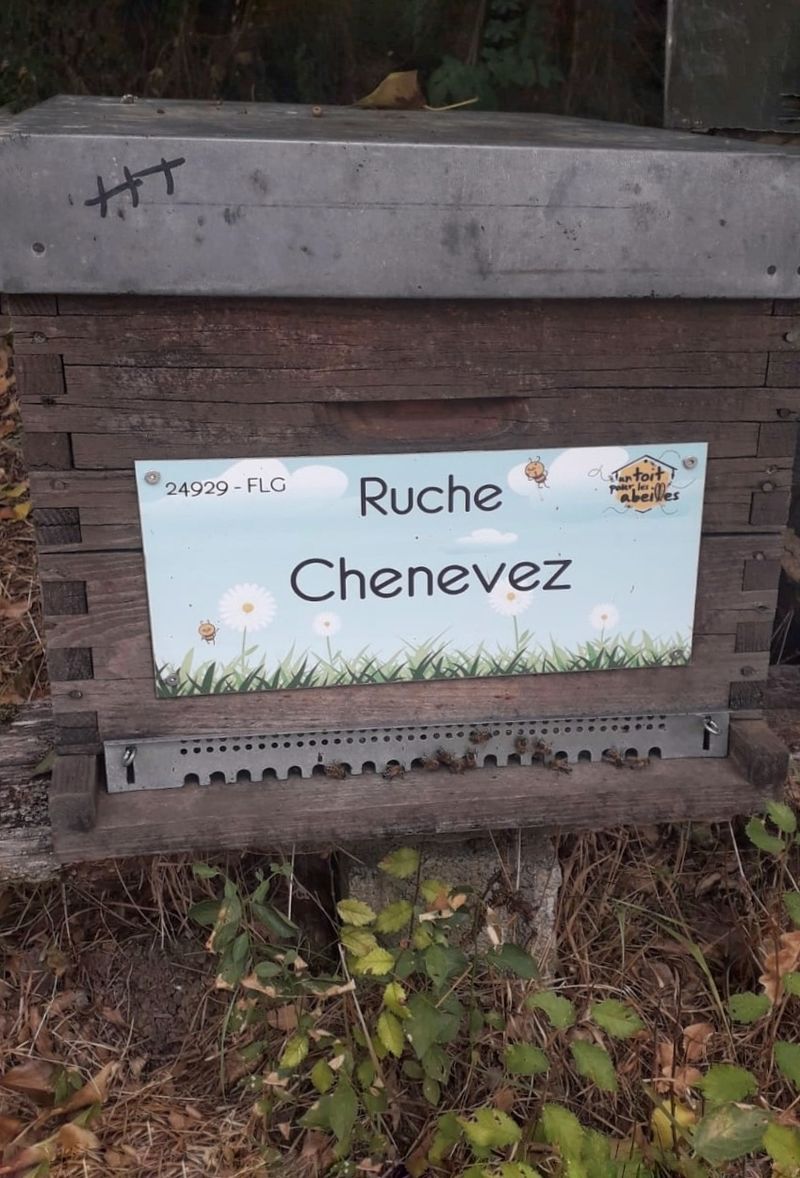 24929 - FLG
Ruche
Chenevez
un toit
pour les
abeilles